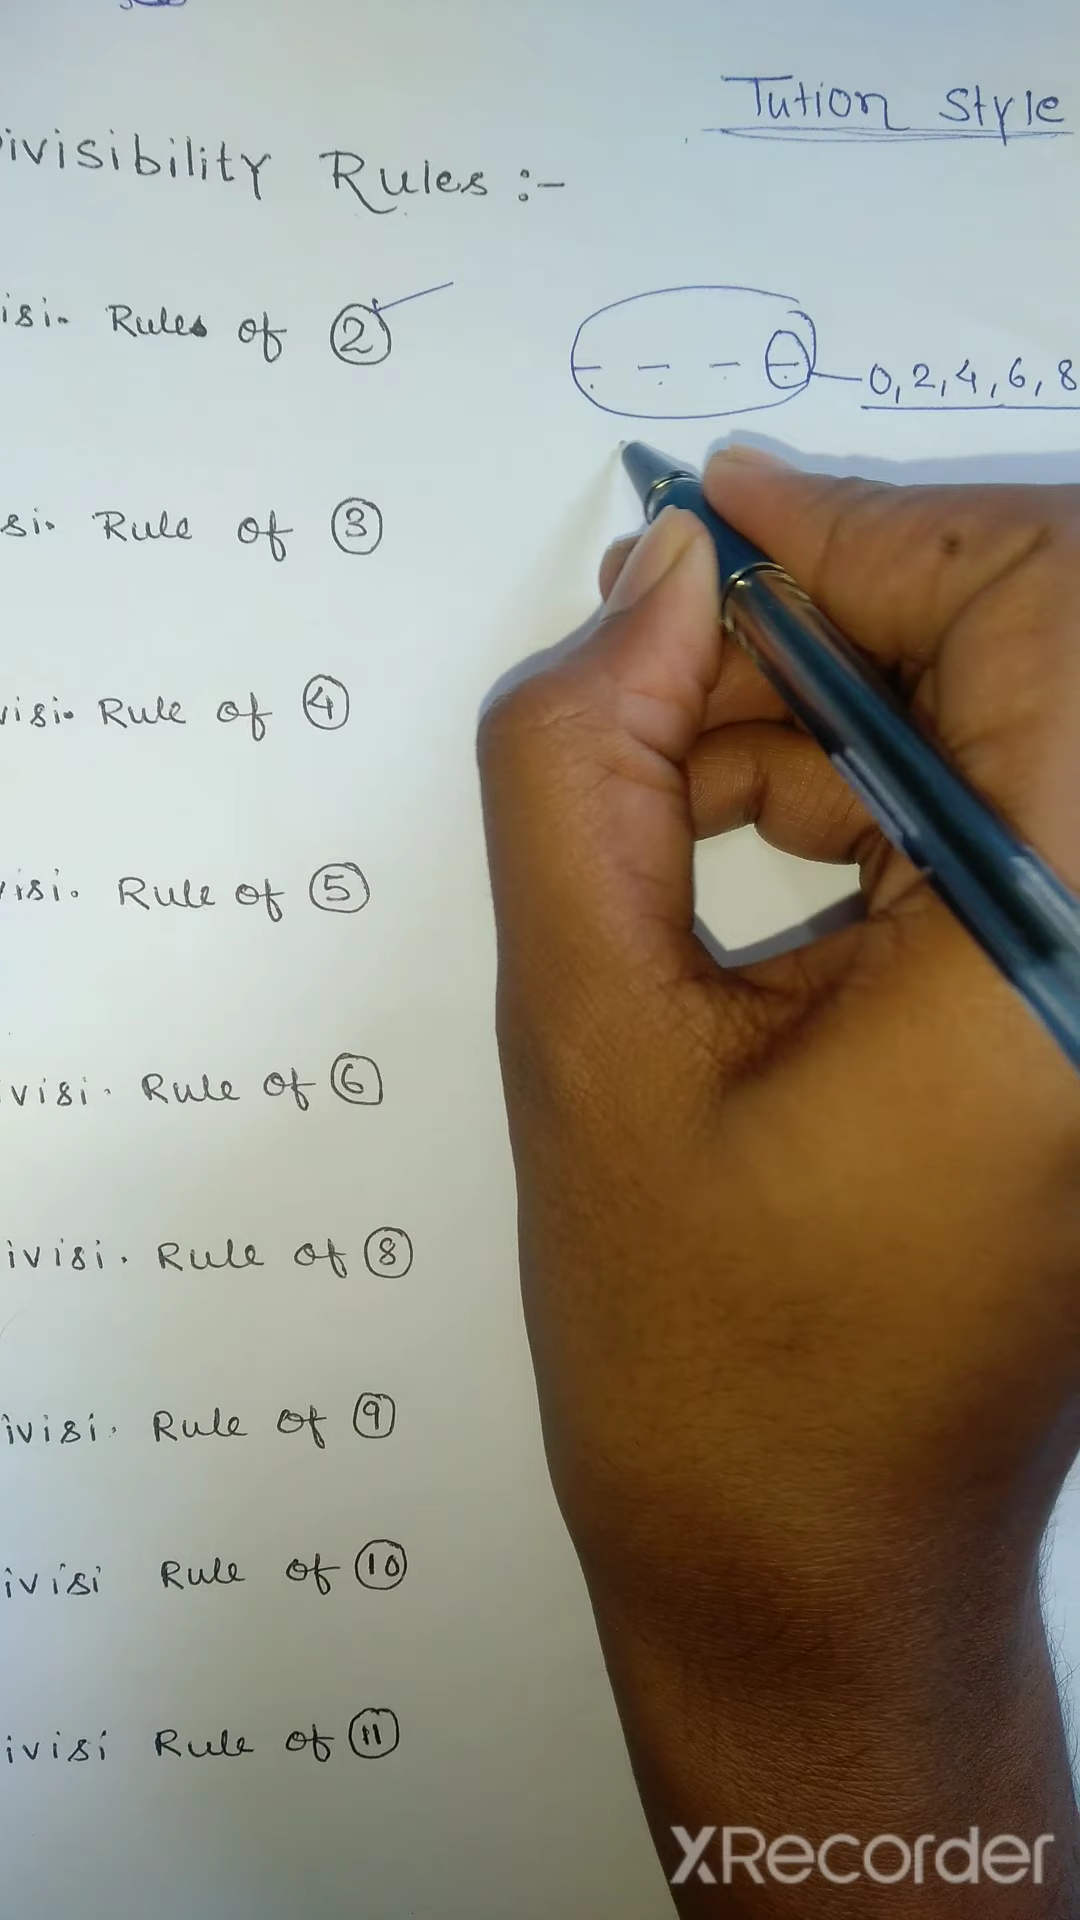 Tution Style
ivisibility Rules :-
isi. Rules of 2
- - - - 0, 2, 4, 6, 8
si. Rule of 3
visi. Rule of 4
visi. Rule of 5
visi. Rule of 6
ivisi. Rule of 8
ivisi. Rule of 9
ivisi Rule of 10
ivisi Rule of 11
XRecorder